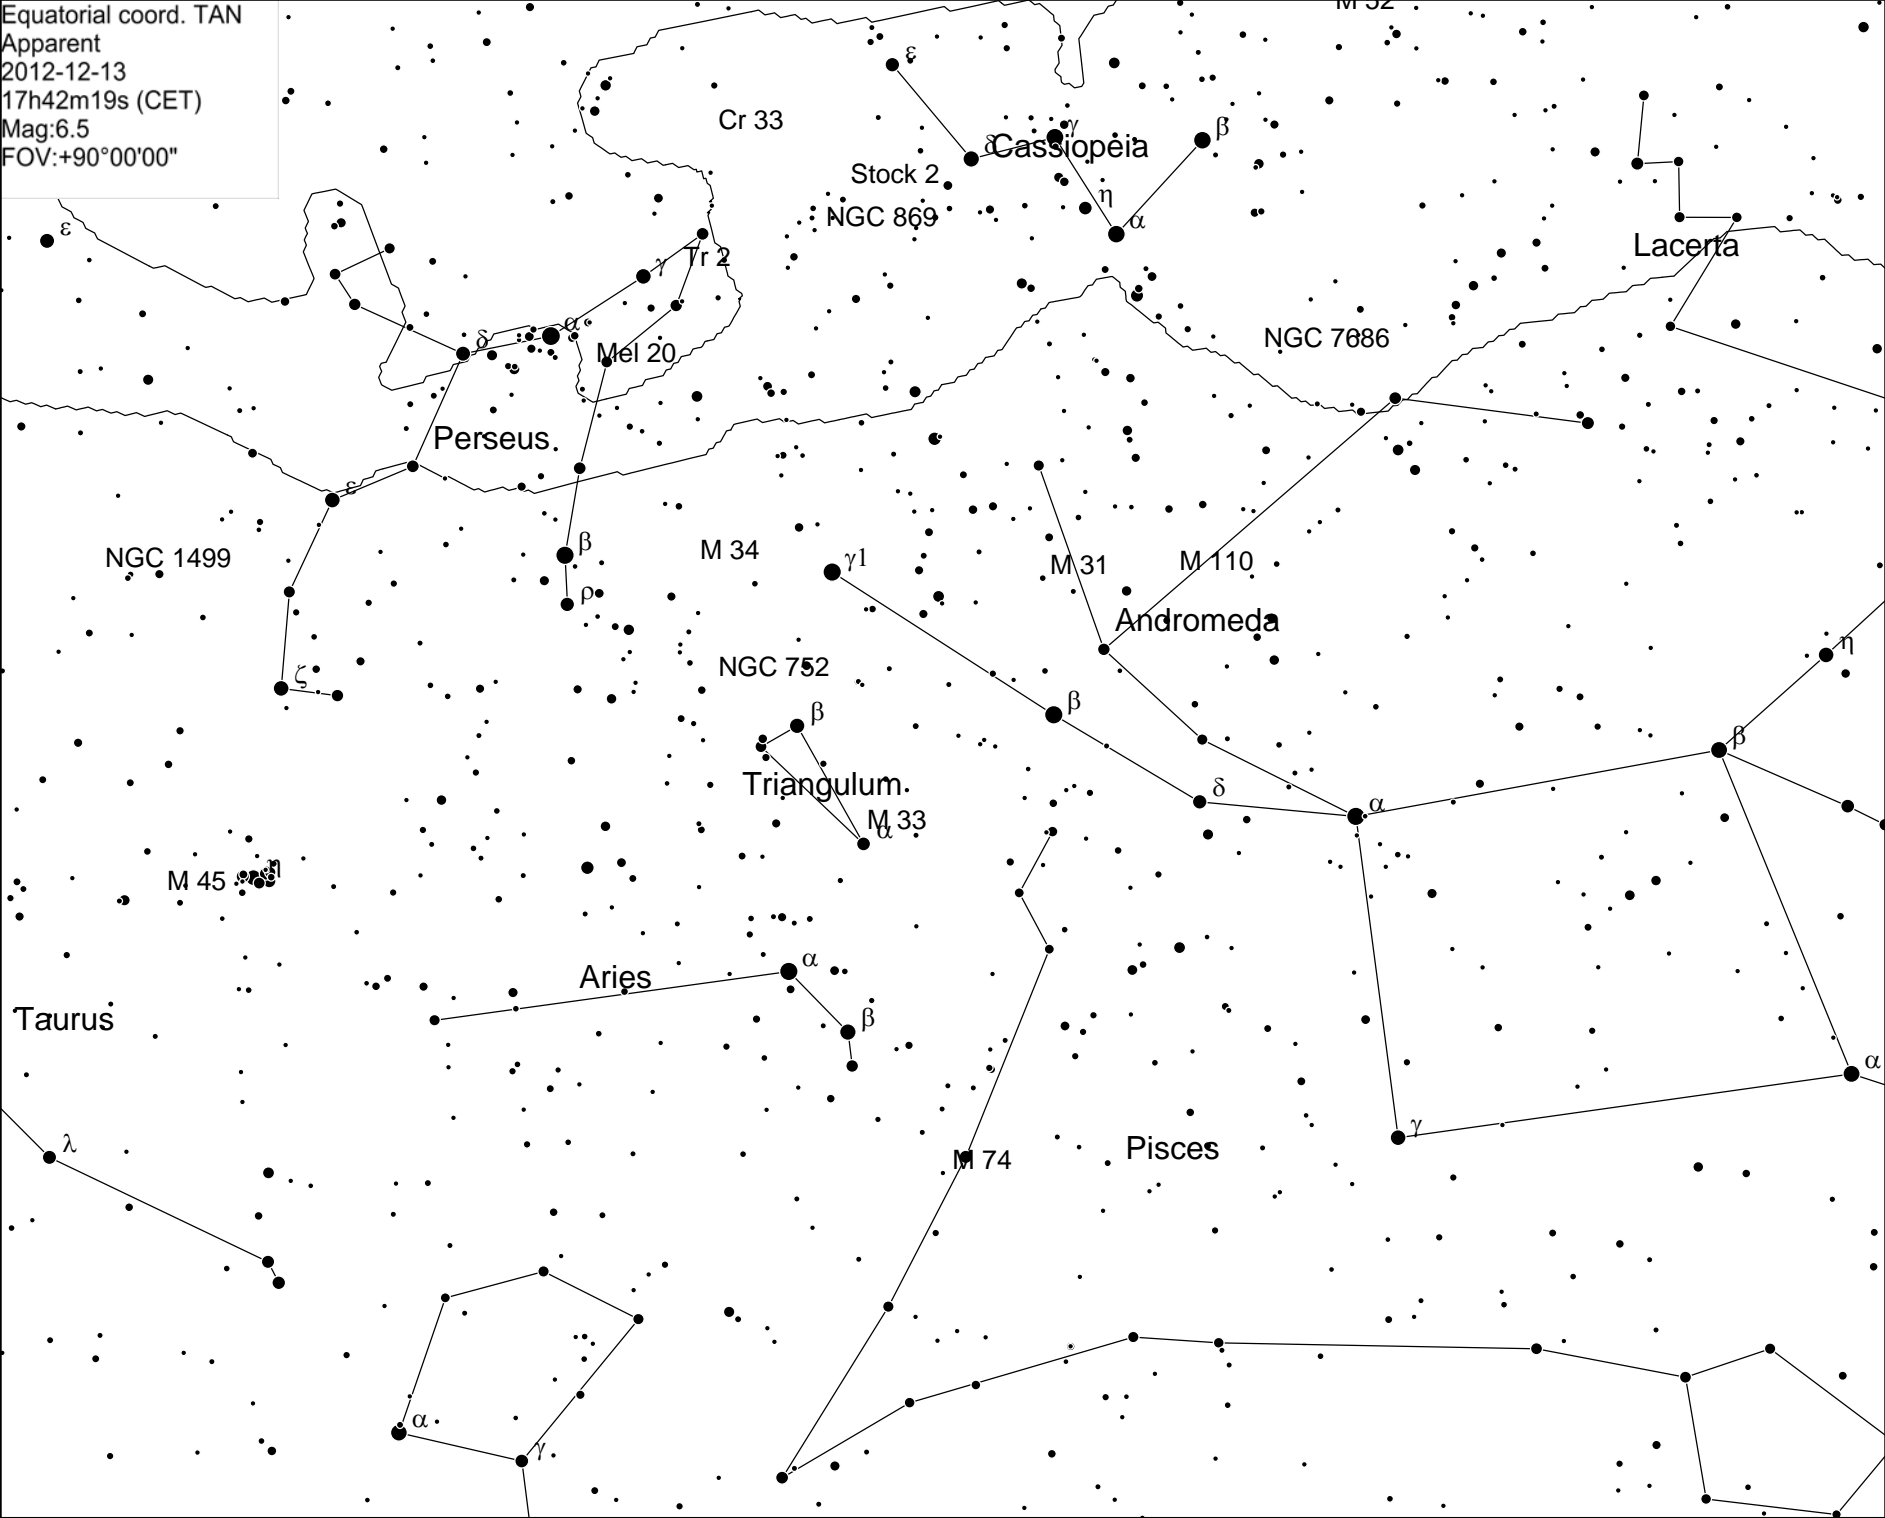 Equatorial coord. TAN
Apparent
2012-12-13
17h42m19s (CET)
Mag:6.5
FOV:+90°00'00"
M 52
ε
Cr 33
γ
β
δ
Cassiopeia
Stock 2
η
NGC 869
α
ε
Lacerta
γ
Tr 2
α
δ
Mel 20
NGC 7686
Perseus
ε
β
M 34
γ1
M 31
M 110
NGC 1499
ρ
Andromeda
η
NGC 752
ζ
β
β
β
Triangulum
δ
α
M 33
α
M 45
η
α
Aries
β
Taurus
α
γ
λ
Pisces
M 74
α
γ